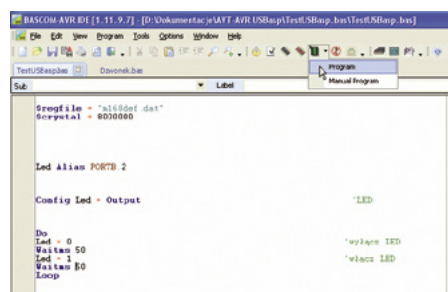 BASCOM-AVR IDE [1.11.9.7] - [D:\Dokumentacje\AVT-AVR USBasp\TestUSBasp.bas\TestUSBasp.bas]
File Edit View Program Tools Options Window Help
TestUSBasp.bas Dzwonek.bas
Program
Manual Program
Sub Label
$regfile = "m168def.dat"
$crystal = 8000000
Led Alias PORTB.2
Config Led = Output 'LED
Do
Led = 0 'wyłącz LED
Waitms 50
Led = 1 'włącz LED
Waitms 50
Loop